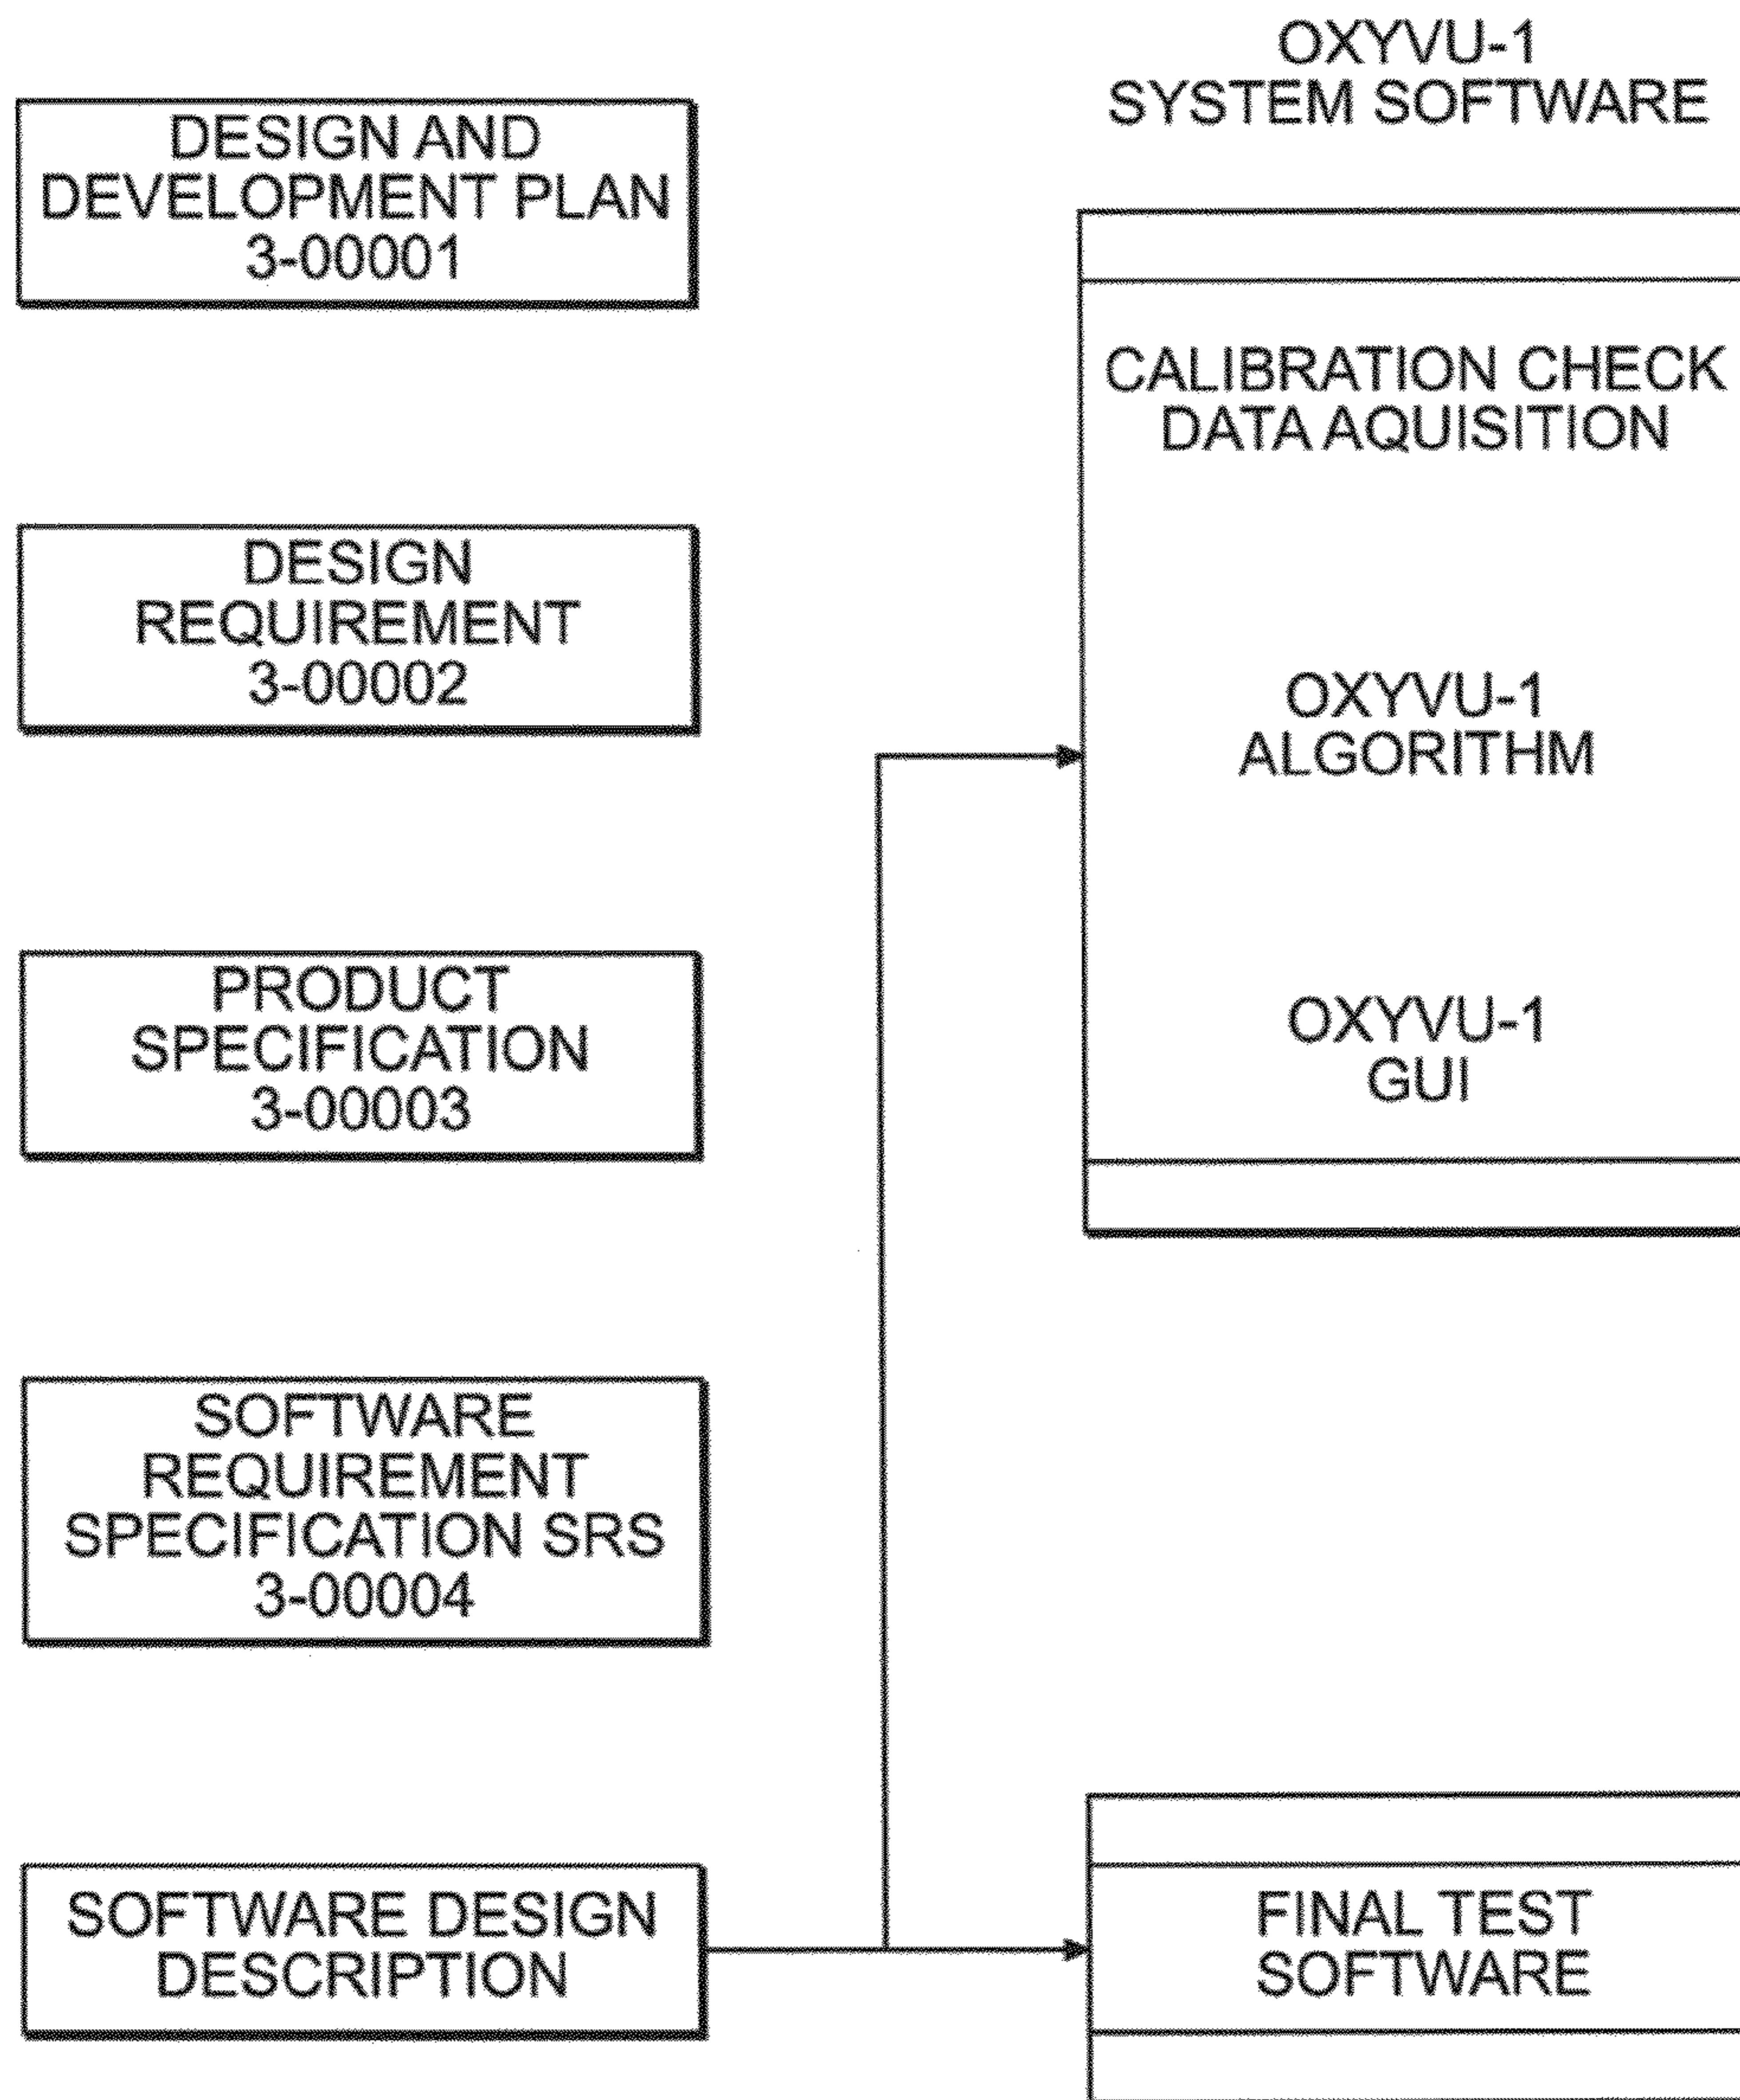 DESIGN AND
DEVELOPMENT PLAN
3-00001
DESIGN
REQUIREMENT
3-00002
PRODUCT
SPECIFICATION
3-00003
SOFTWARE
REQUIREMENT
SPECIFICATION SRS
3-00004
SOFTWARE DESIGN
DESCRIPTION
OXYVU-1
SYSTEM SOFTWARE
CALIBRATION CHECK
DATA AQUISITION
OXYVU-1
ALGORITHM
OXYVU-1
GUI
FINAL TEST
SOFTWARE